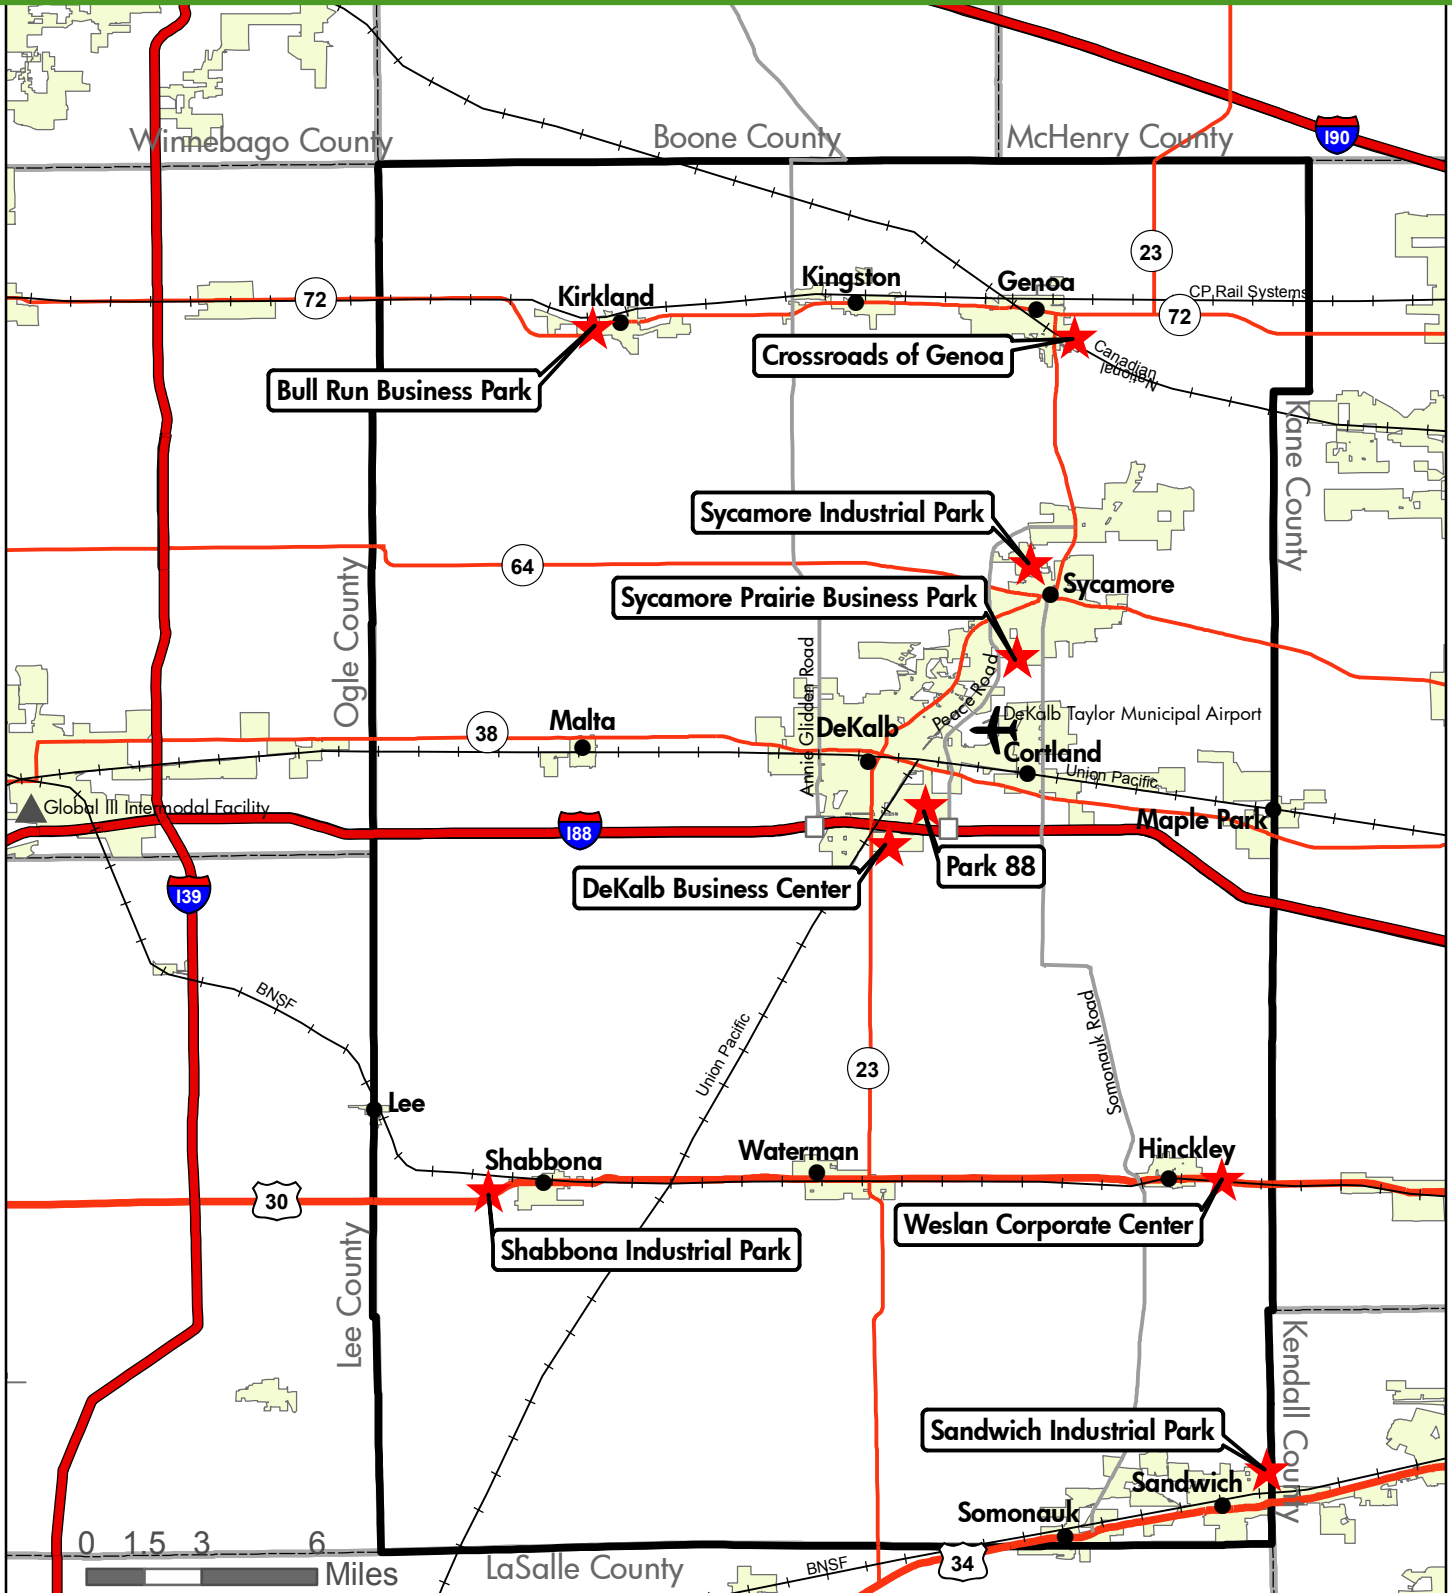 Winnebago County
Boone County
McHenry County
I90
23
72
Kirkland
Kingston
Genoa
CP Rail Systems
72
Crossroads of Genoa
Canadian
National
Bull Run Business Park
Kane County
Sycamore Industrial Park
64
Ogle County
Sycamore
Sycamore Prairie Business Park
Annie Glidden Road
Peace Road
DeKalb Taylor Municipal Airport
38
Malta
DeKalb
Cortland
Union Pacific
Global III Intermodal Facility
I88
Maple Park
Park 88
I39
DeKalb Business Center
BNSF
Union Pacific
23
Somonauk Road
Lee
Shabbona
Waterman
Hinckley
30
Weslan Corporate Center
Shabbona Industrial Park
Lee County
Kendall County
Sandwich Industrial Park
Sandwich
Somonauk
0 1.5 3 6
Miles
LaSalle County
BNSF
34